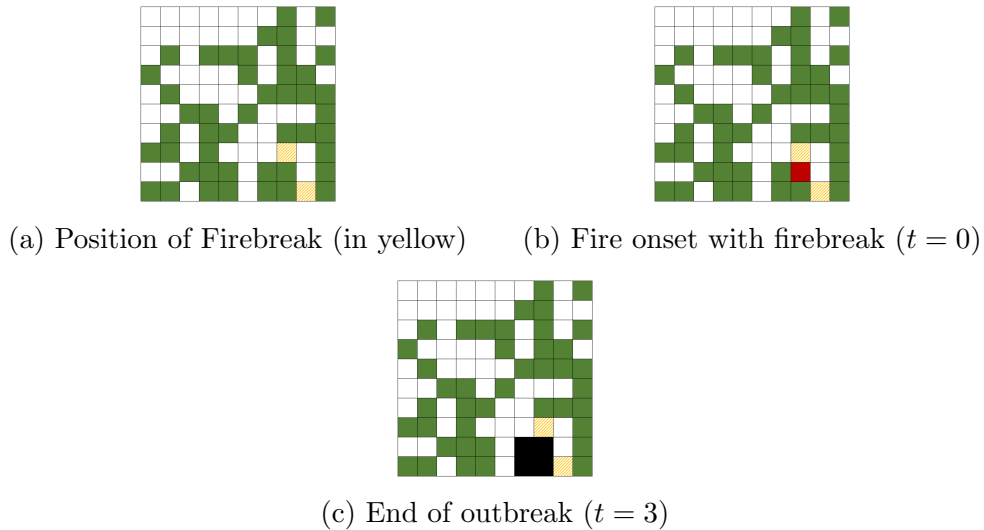 (a) Position of Firebreak (in yellow)
(b) Fire onset with firebreak (t = 0)
(c) End of outbreak (t = 3)